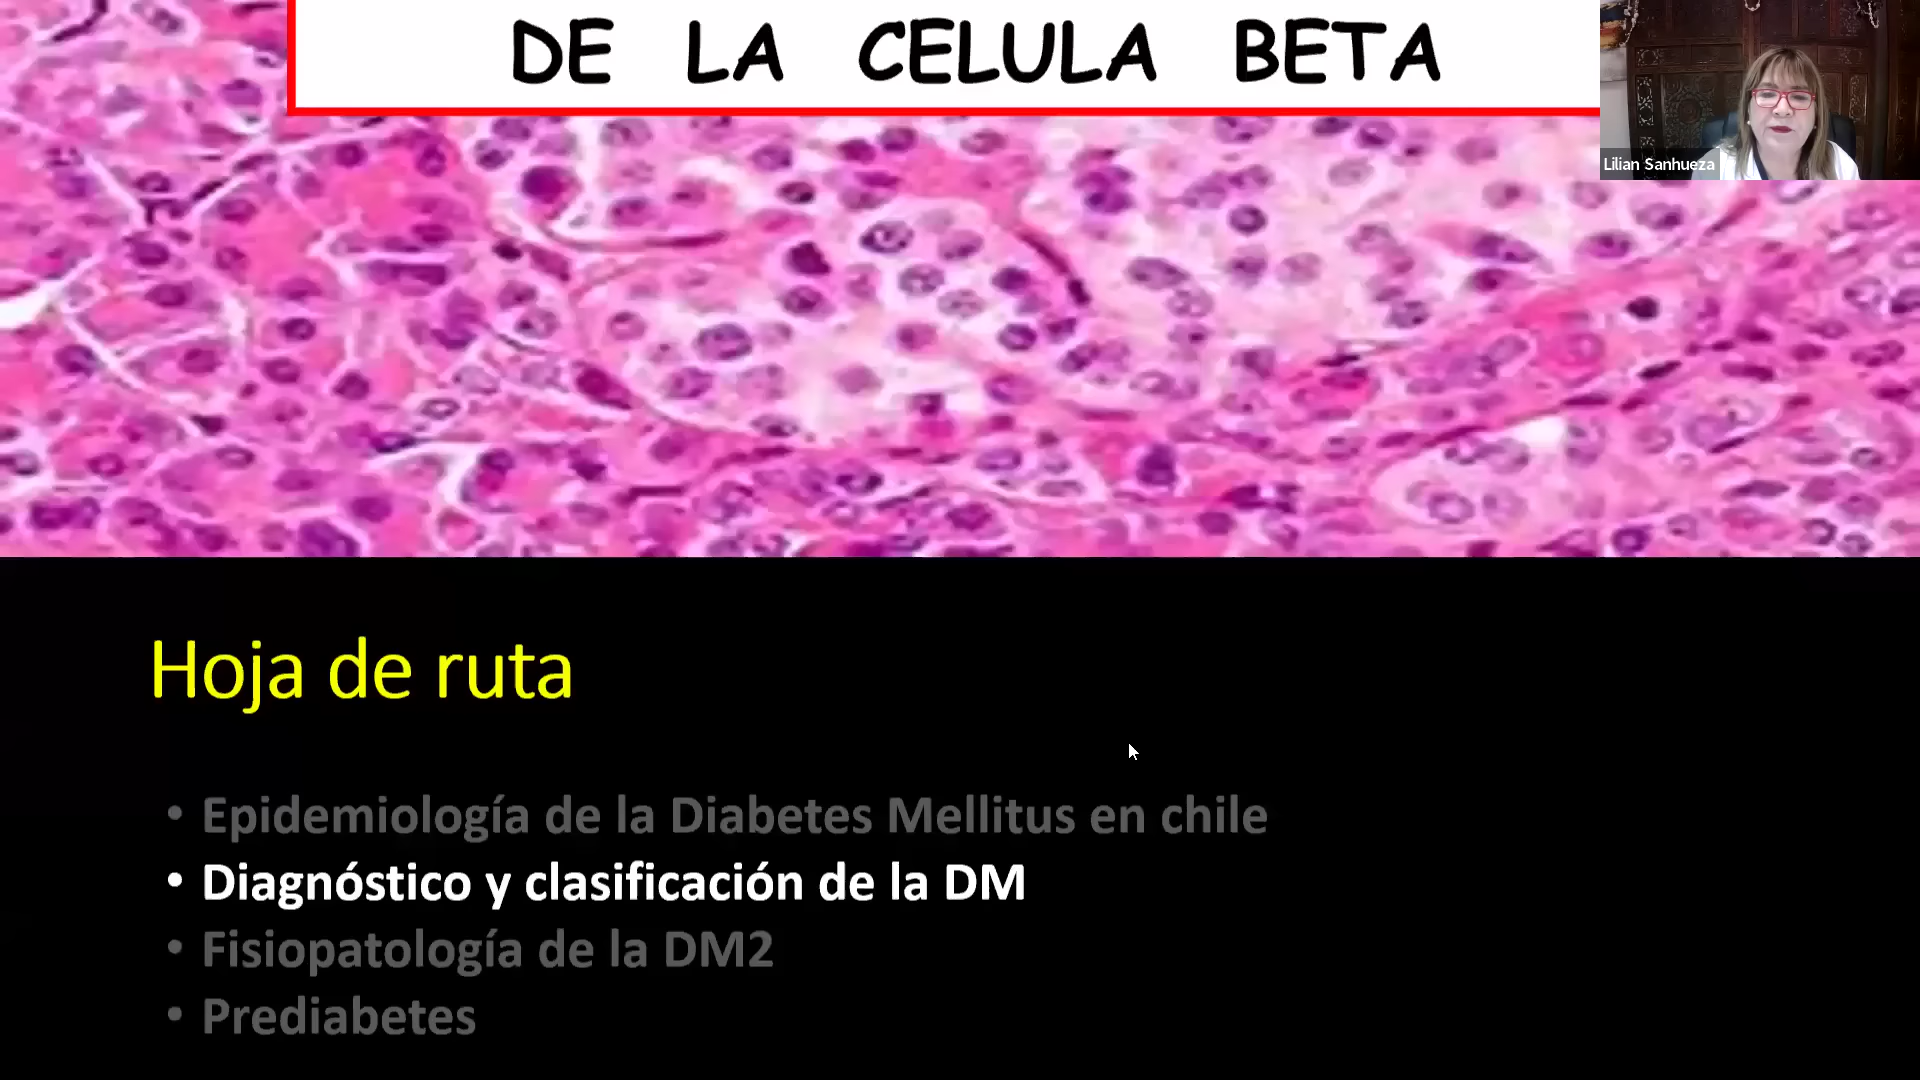 DE LA CELULA BETA
Lilian Sanhueza
Hoja de ruta
• Epidemiología de la Diabetes Mellitus en chile
• Diagnóstico y clasificación de la DM
• Fisiopatología de la DM2
• Prediabetes